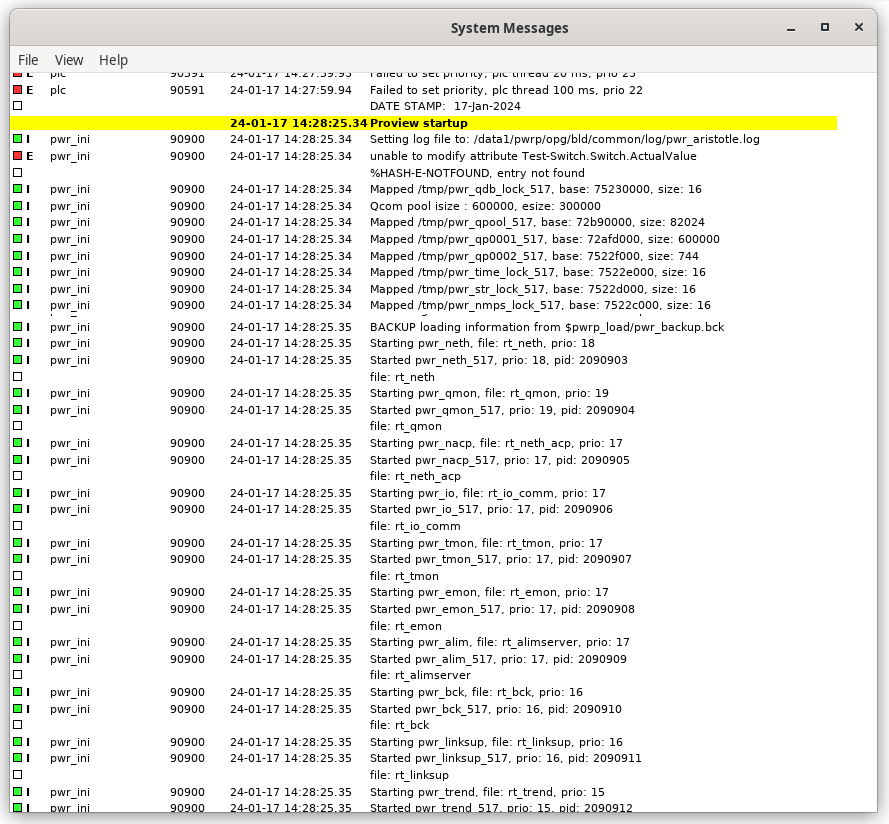 System Messages
File View Help
E plc 90591 24-01-17 14:27:59.93 Failed to set priority, plc thread 20 ms, prio 23
E plc 90591 24-01-17 14:27:59.94 Failed to set priority, plc thread 100 ms, prio 22
DATE STAMP: 17-Jan-2024
24-01-17 14:28:25.34 Proview startup
I pwr_ini 90900 24-01-17 14:28:25.34 Setting log file to: /data1/pwrp/opg/bld/common/log/pwr_aristotle.log
E pwr_ini 90900 24-01-17 14:28:25.34 unable to modify attribute Test-Switch.Switch.ActualValue
%HASH-E-NOTFOUND, entry not found
I pwr_ini 90900 24-01-17 14:28:25.34 Mapped /tmp/pwr_qdb_lock_517, base: 75230000, size: 16
I pwr_ini 90900 24-01-17 14:28:25.34 Qcom pool isize : 600000, esize: 300000
I pwr_ini 90900 24-01-17 14:28:25.34 Mapped /tmp/pwr_qpool_517, base: 72b90000, size: 82024
I pwr_ini 90900 24-01-17 14:28:25.34 Mapped /tmp/pwr_qp0001_517, base: 72afd000, size: 600000
I pwr_ini 90900 24-01-17 14:28:25.34 Mapped /tmp/pwr_qp0002_517, base: 7522f000, size: 744
I pwr_ini 90900 24-01-17 14:28:25.34 Mapped /tmp/pwr_time_lock_517, base: 7522e000, size: 16
I pwr_ini 90900 24-01-17 14:28:25.34 Mapped /tmp/pwr_str_lock_517, base: 7522d000, size: 16
I pwr_ini 90900 24-01-17 14:28:25.34 Mapped /tmp/pwr_nmps_lock_517, base: 7522c000, size: 16
I pwr_ini 90900 24-01-17 14:28:25.35 BACKUP loading information from $pwrp_load/pwr_backup.bck
I pwr_ini 90900 24-01-17 14:28:25.35 Starting pwr_neth, file: rt_neth, prio: 18
I pwr_ini 90900 24-01-17 14:28:25.35 Started pwr_neth_517, prio: 18, pid: 2090903
file: rt_neth
I pwr_ini 90900 24-01-17 14:28:25.35 Starting pwr_qmon, file: rt_qmon, prio: 19
I pwr_ini 90900 24-01-17 14:28:25.35 Started pwr_qmon_517, prio: 19, pid: 2090904
file: rt_qmon
I pwr_ini 90900 24-01-17 14:28:25.35 Starting pwr_nacp, file: rt_neth_acp, prio: 17
I pwr_ini 90900 24-01-17 14:28:25.35 Started pwr_nacp_517, prio: 17, pid: 2090905
file: rt_neth_acp
I pwr_ini 90900 24-01-17 14:28:25.35 Starting pwr_io, file: rt_io_comm, prio: 17
I pwr_ini 90900 24-01-17 14:28:25.35 Started pwr_io_517, prio: 17, pid: 2090906
file: rt_io_comm
I pwr_ini 90900 24-01-17 14:28:25.35 Starting pwr_tmon, file: rt_tmon, prio: 17
I pwr_ini 90900 24-01-17 14:28:25.35 Started pwr_tmon_517, prio: 17, pid: 2090907
file: rt_tmon
I pwr_ini 90900 24-01-17 14:28:25.35 Starting pwr_emon, file: rt_emon, prio: 17
I pwr_ini 90900 24-01-17 14:28:25.35 Started pwr_emon_517, prio: 17, pid: 2090908
file: rt_emon
I pwr_ini 90900 24-01-17 14:28:25.35 Starting pwr_alim, file: rt_alimserver, prio: 17
I pwr_ini 90900 24-01-17 14:28:25.35 Started pwr_alim_517, prio: 17, pid: 2090909
file: rt_alimserver
I pwr_ini 90900 24-01-17 14:28:25.35 Starting pwr_bck, file: rt_bck, prio: 16
I pwr_ini 90900 24-01-17 14:28:25.35 Started pwr_bck_517, prio: 16, pid: 2090910
file: rt_bck
I pwr_ini 90900 24-01-17 14:28:25.35 Starting pwr_linksup, file: rt_linksup, prio: 16
I pwr_ini 90900 24-01-17 14:28:25.35 Started pwr_linksup_517, prio: 16, pid: 2090911
file: rt_linksup
I pwr_ini 90900 24-01-17 14:28:25.35 Starting pwr_trend, file: rt_trend, prio: 15
I pwr_ini 90900 24-01-17 14:28:25.35 Started pwr_trend_517, prio: 15, pid: 2090912